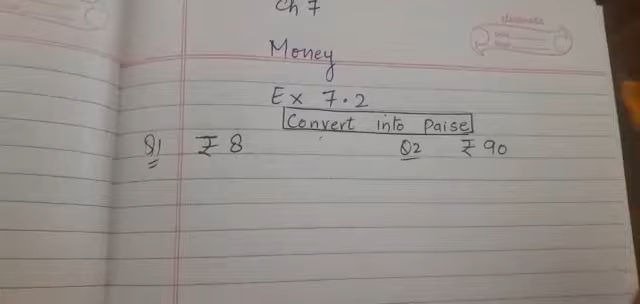 Ch 7
Money
Ex 7.2
Convert into Paise
Q1 ₹ 8 Q2 ₹ 90